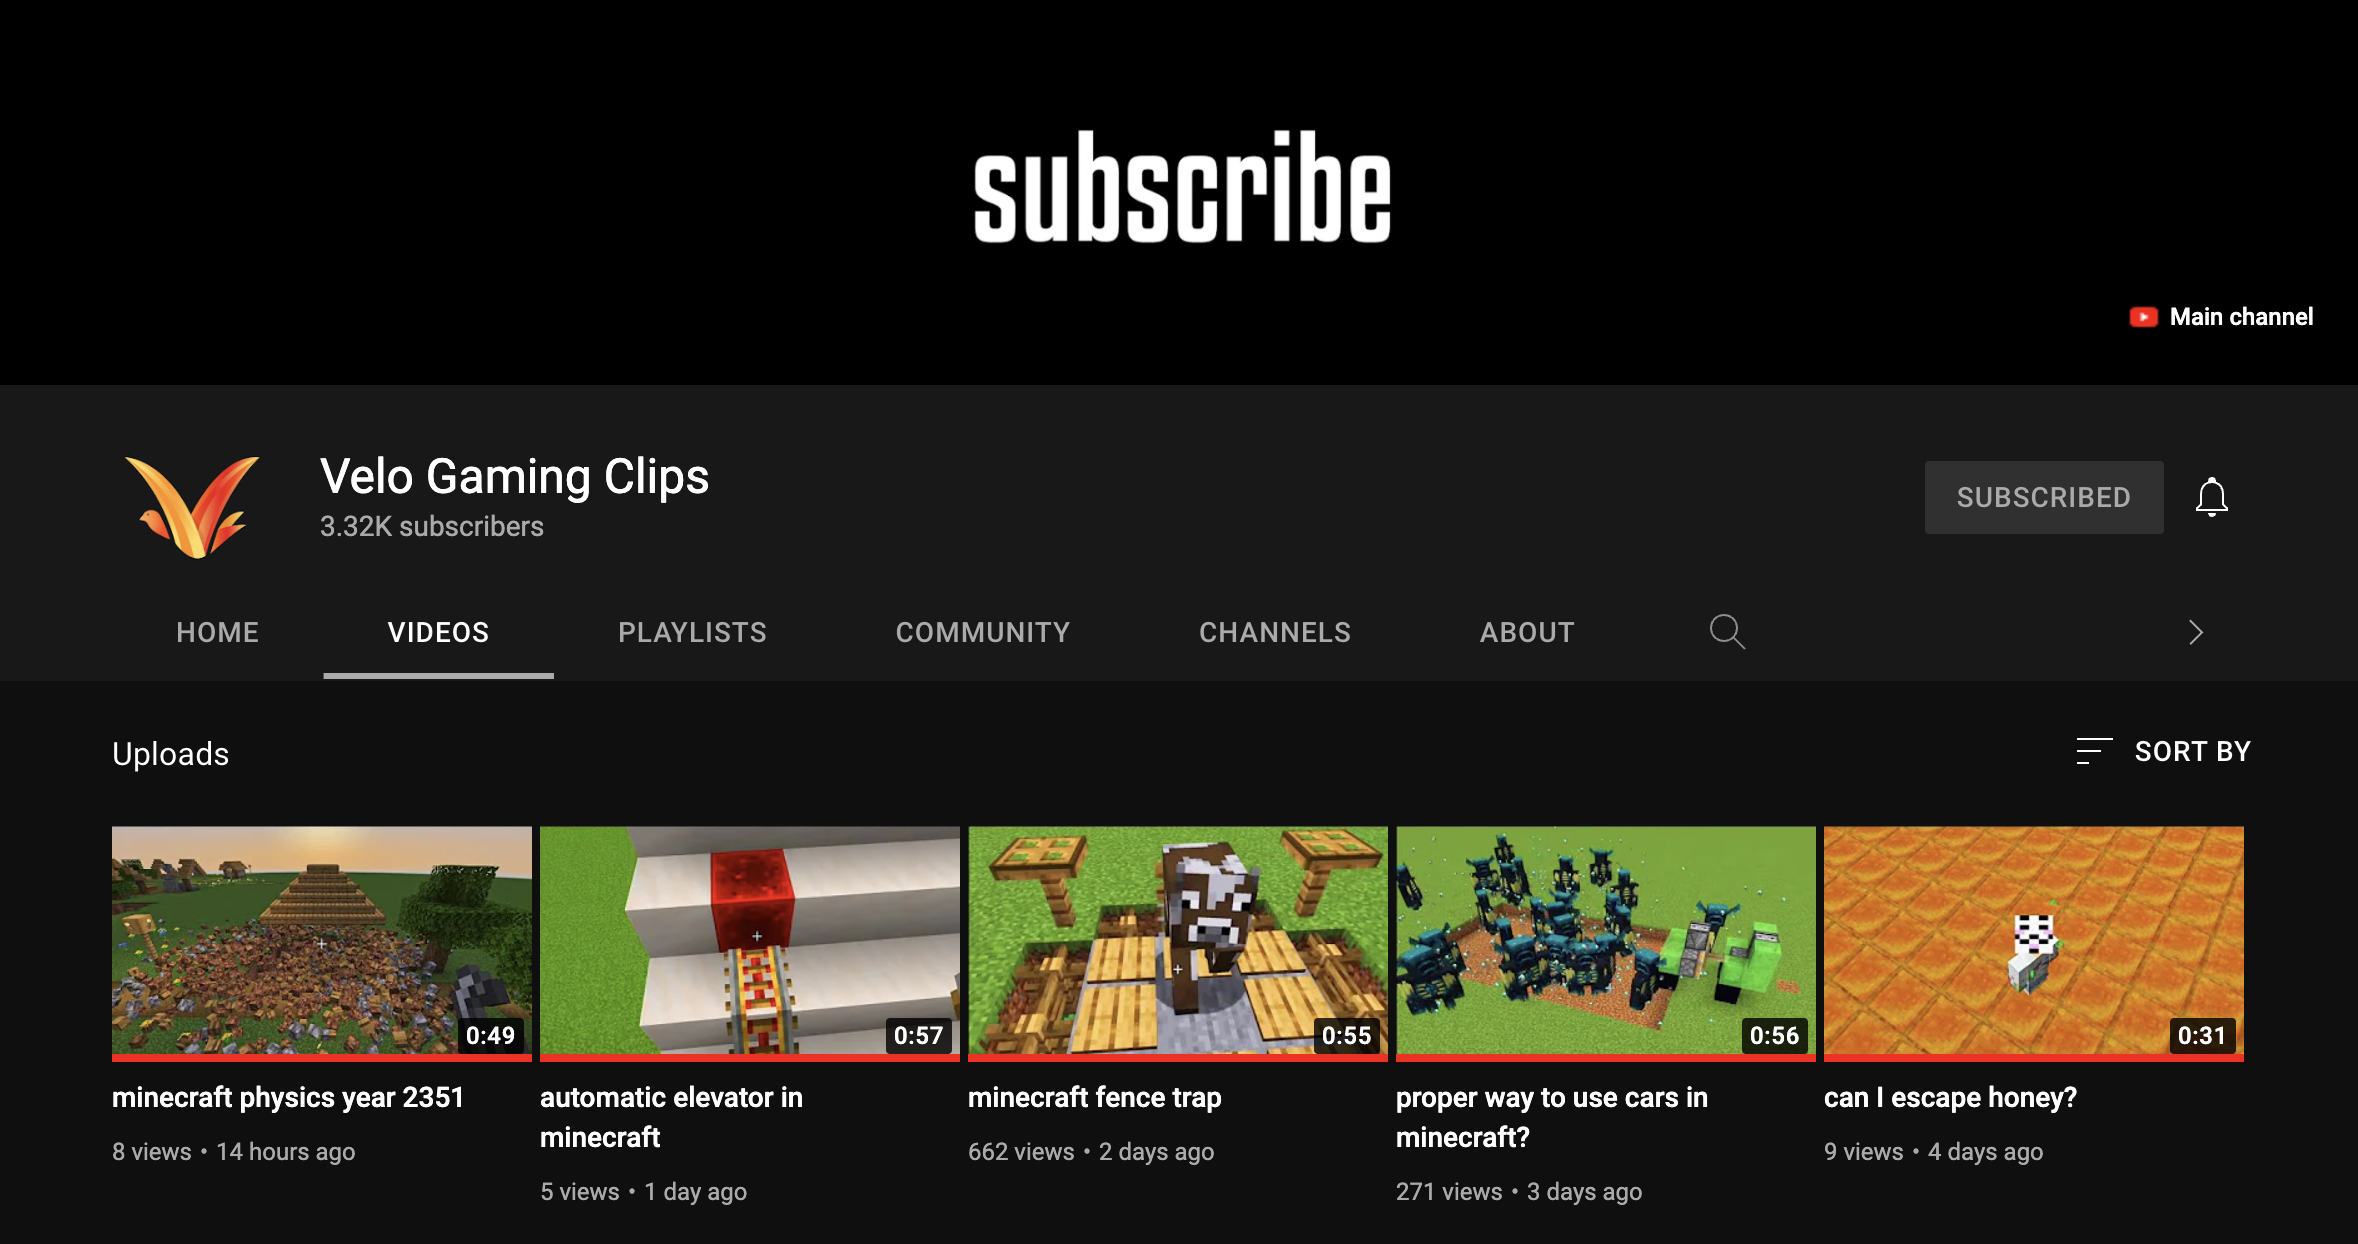 subscribe
Main channel
Velo Gaming Clips
3.32K subscribers
SUBSCRIBED
HOME VIDEOS PLAYLISTS COMMUNITY CHANNELS ABOUT
Uploads
SORT BY
0:49
minecraft physics year 2351
8 views • 14 hours ago
0:57
automatic elevator in
minecraft
5 views • 1 day ago
0:55
minecraft fence trap
662 views • 2 days ago
0:56
proper way to use cars in
minecraft?
271 views • 3 days ago
0:31
can I escape honey?
9 views • 4 days ago